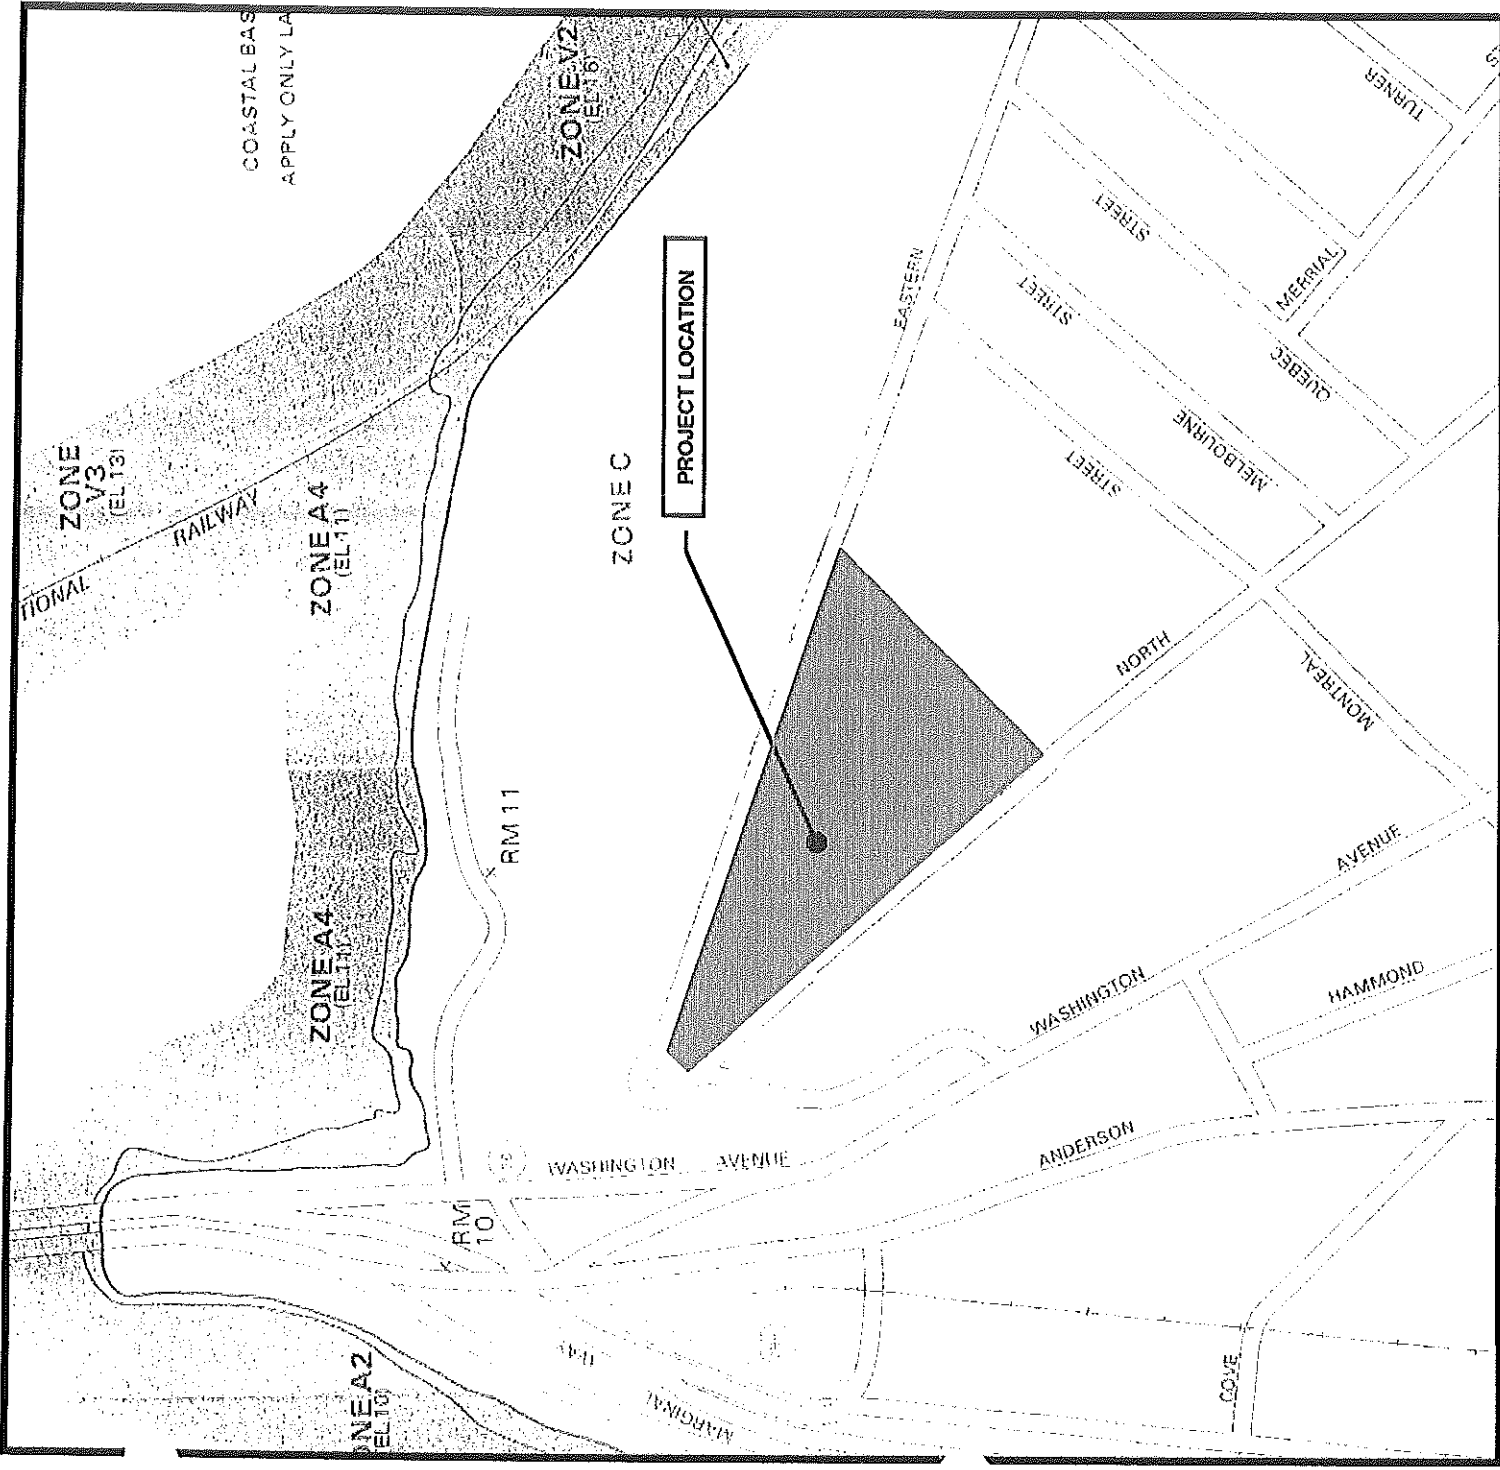 COASTAL BAS
APPLY ONLY LA
ZONE V2
(EL 16)
ZONE
V3
(EL 13)
TIONAL
RAILWAY
ZONE A4
(EL 11)
ZONE C
PROJECT LOCATION
EASTERN
TURNER
STREET
MERRIAL
STREET
QUEBEC
MELBOURNE
STREET
NORTH
MONTREAL
RM 11
ZONE A4
(EL 11)
AVENUE
WASHINGTON
HAMMOND
WASHINGTON AVENUE
ANDERSON
RM
10
ONE A2
EL 10)
MARGINAL
WAY
COVE